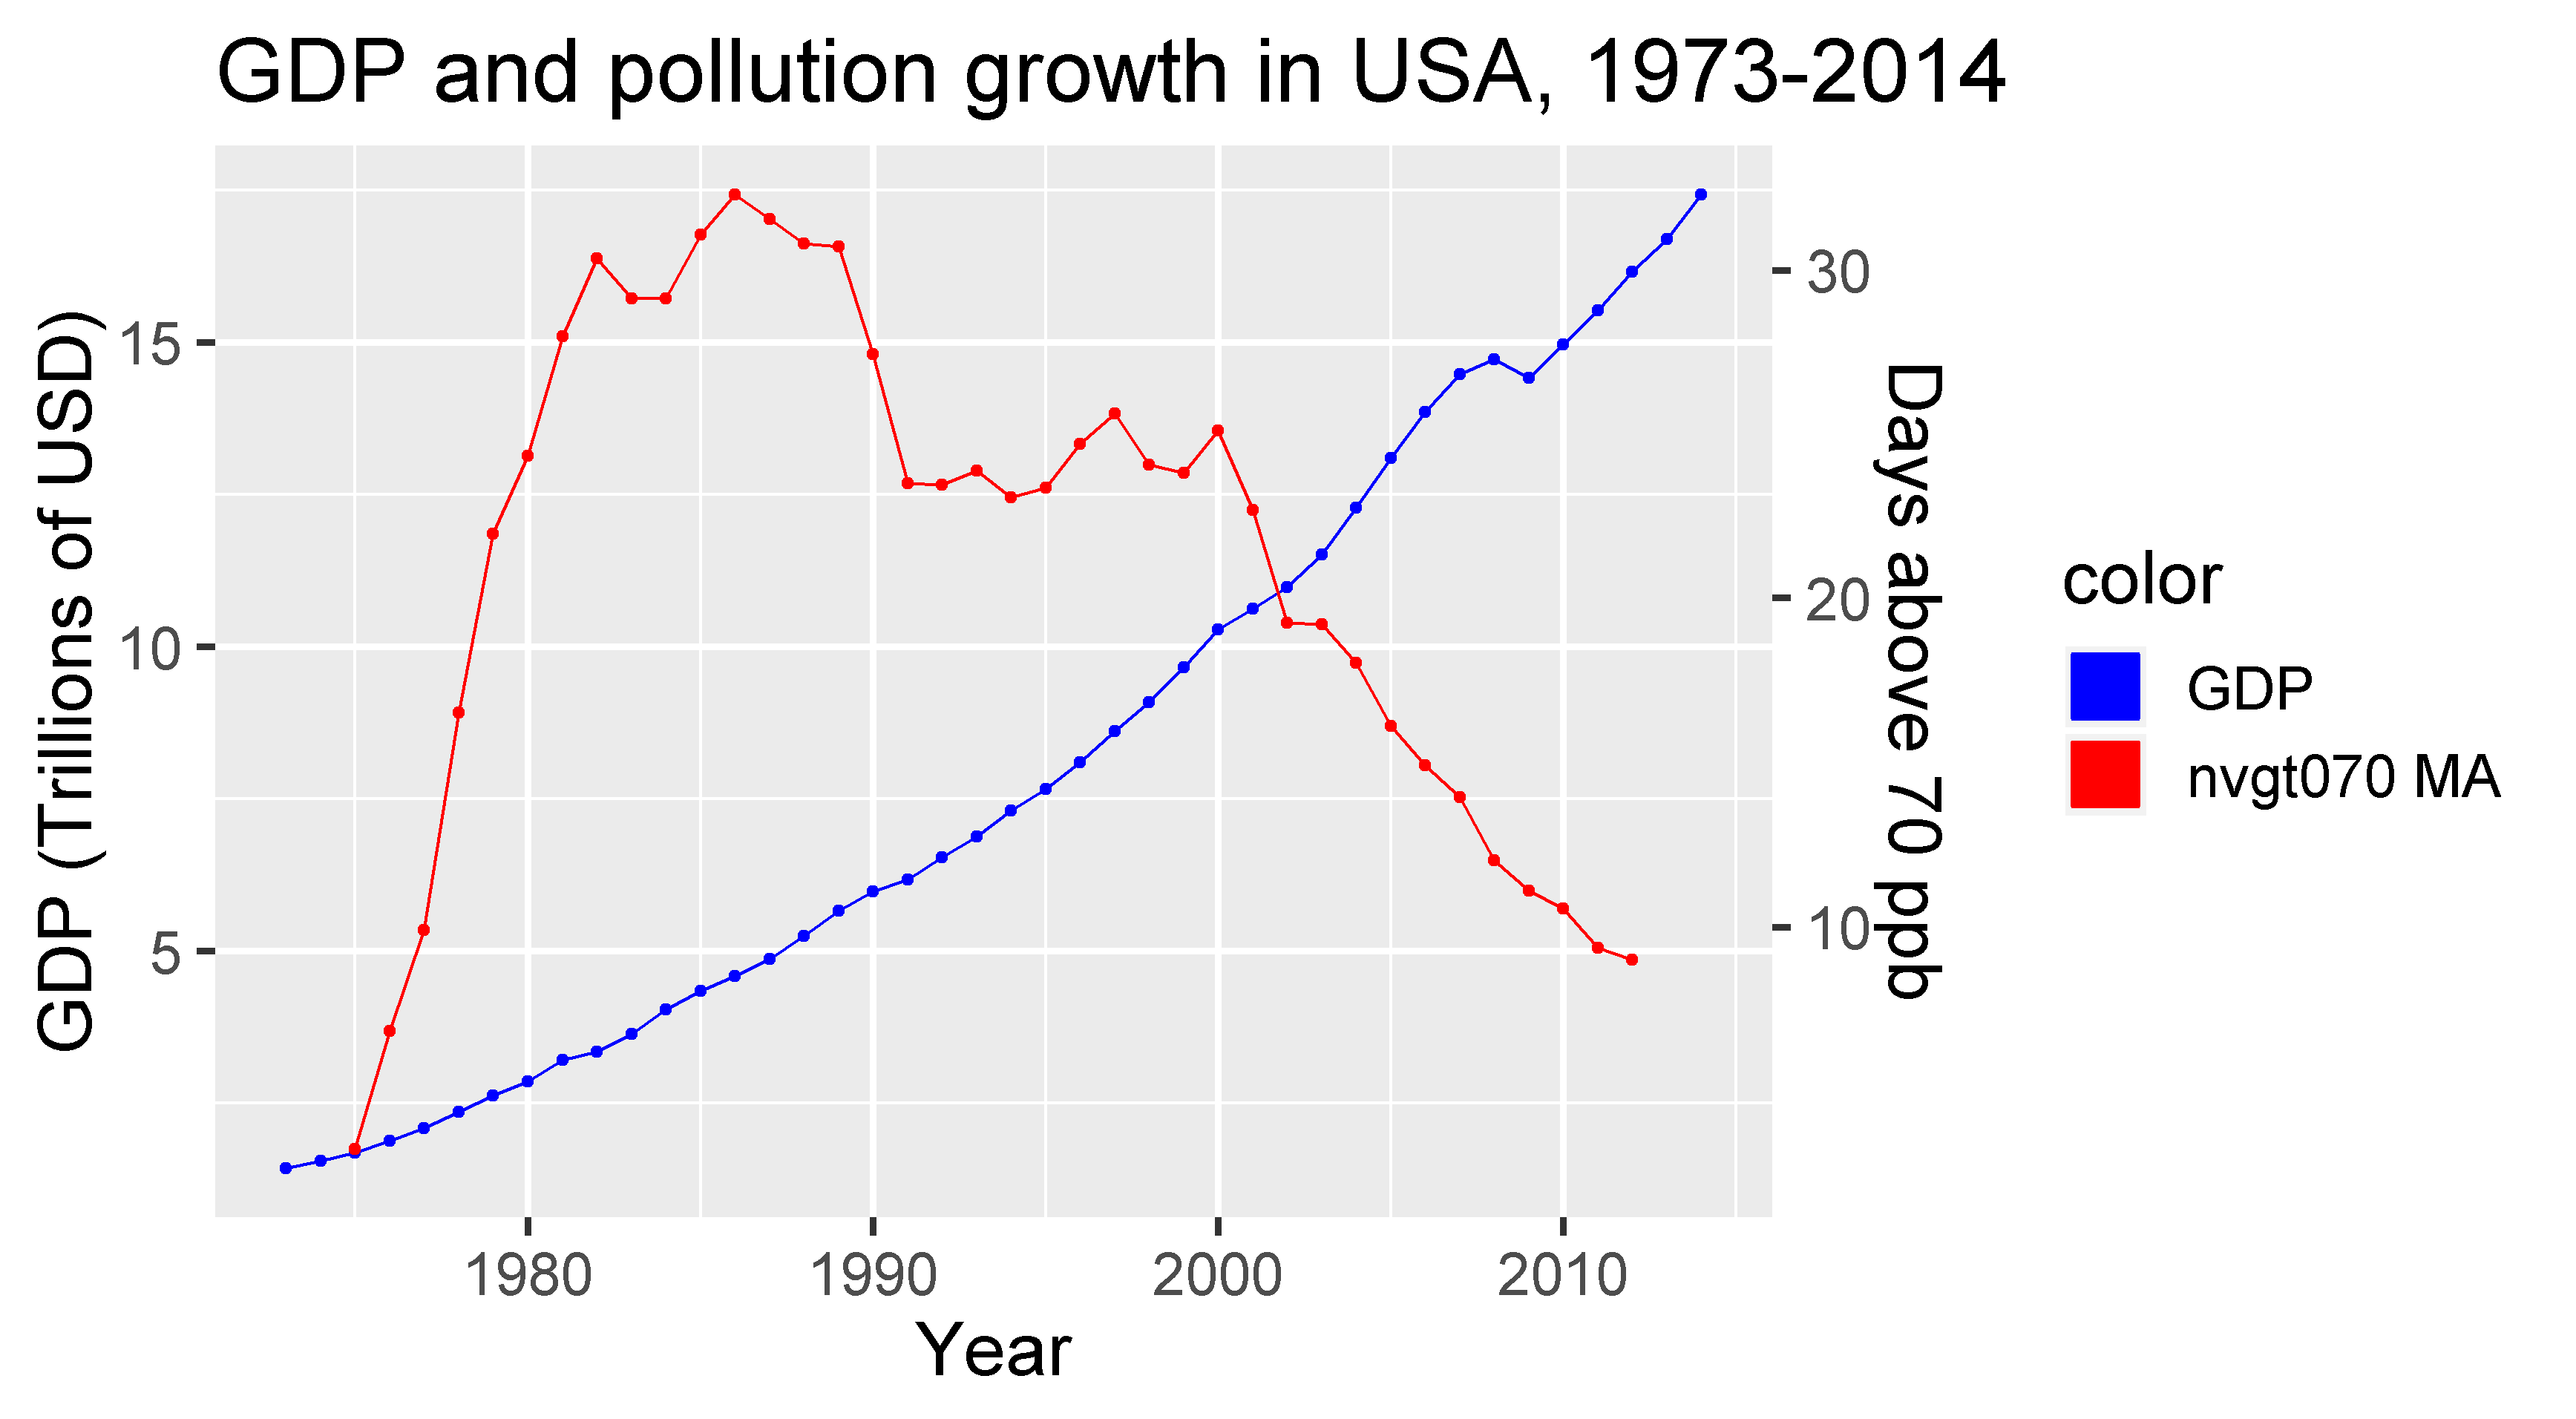 GDP and pollution growth in USA, 1973-2014
GDP (Trillions of USD)
15
10
5
30
20
10
Days above 70 ppb
1980
1990
2000
2010
Year
color
GDP
nvgt070 MA